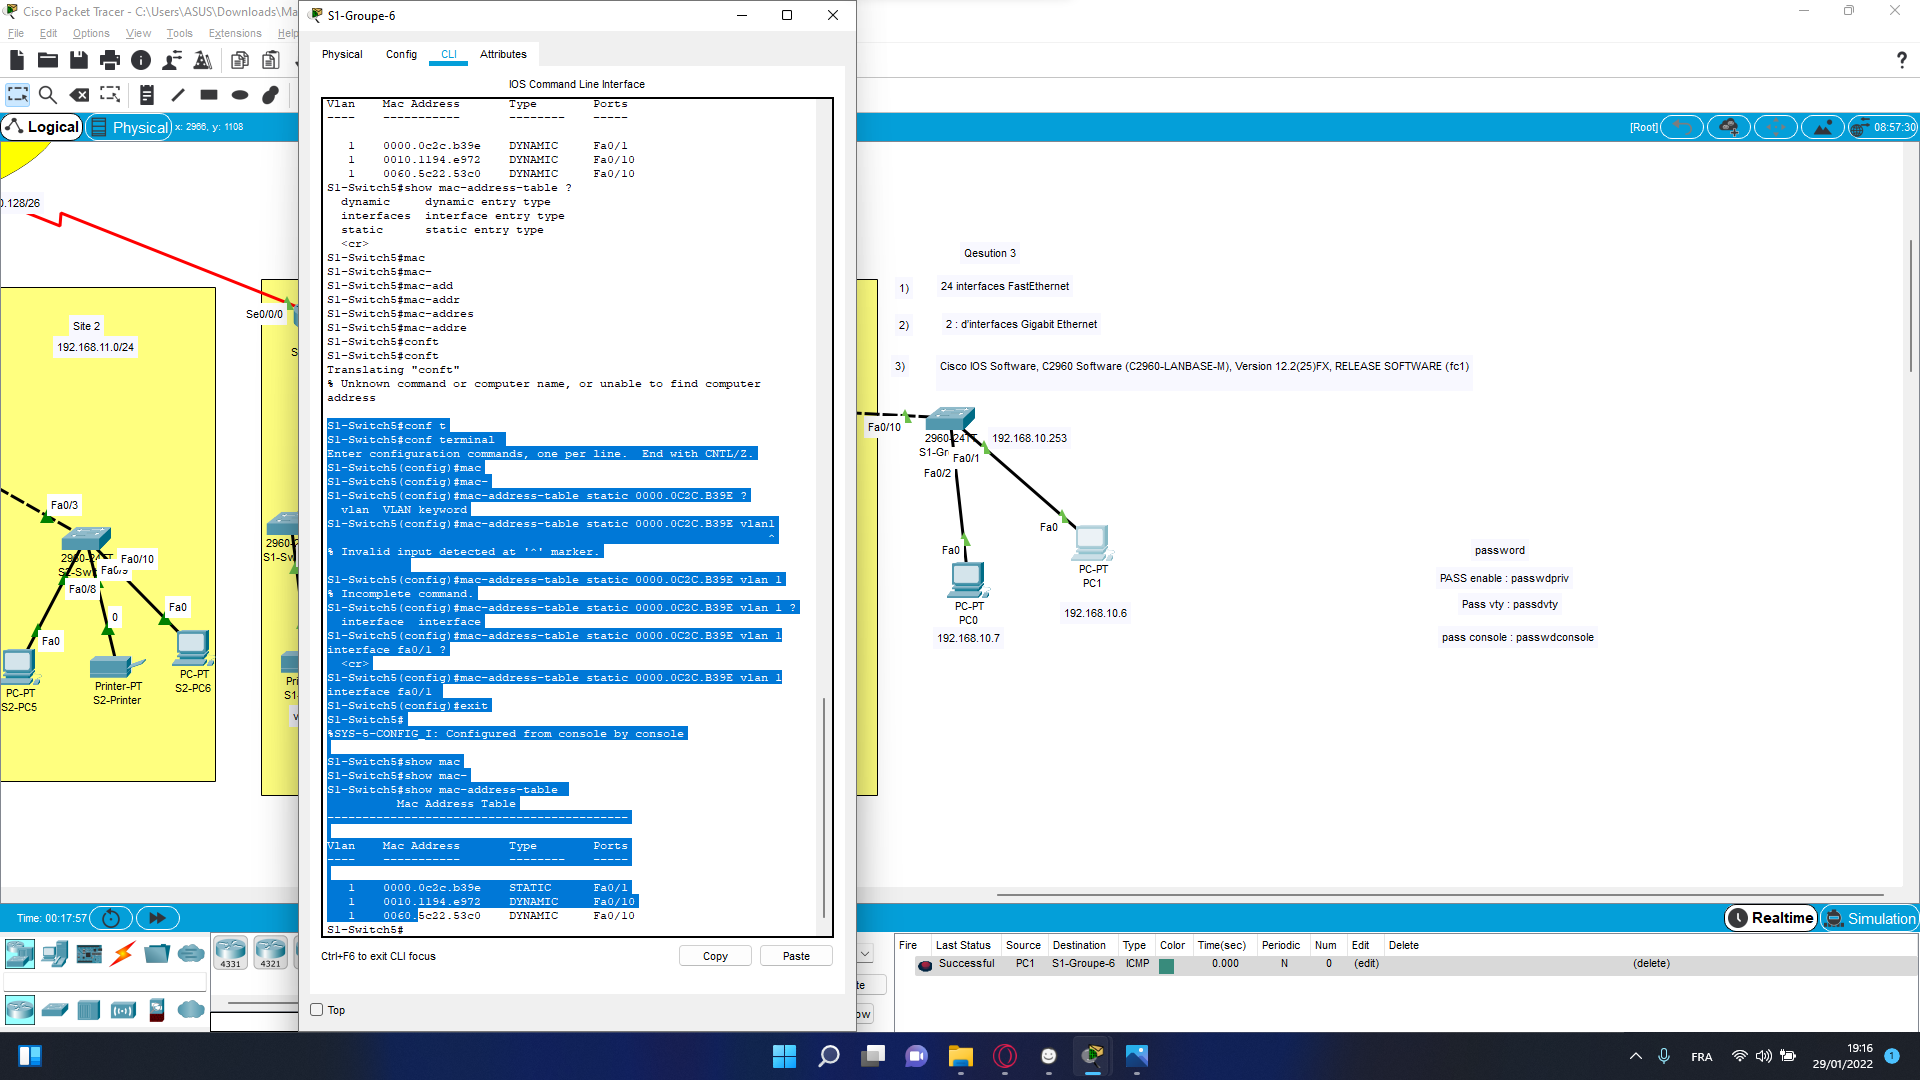 Cisco Packet Tracer - C:\Users\ASUS\Downloads\Ma
File Edit Options View Tools Extensions Help
S1-Groupe-6
Physical Config CLI Attributes
IOS Command Line Interface
Vlan Mac Address Type Ports
---- ----------- -------- -----
1 0000.0c2c.b39e DYNAMIC Fa0/1
1 0010.1194.e972 DYNAMIC Fa0/10
1 0060.5c22.53c0 DYNAMIC Fa0/10
S1-Switch5#show mac-address-table ?
dynamic dynamic entry type
interfaces interface entry type
static static entry type
<cr>
S1-Switch5#mac
S1-Switch5#mac-
S1-Switch5#mac-add
S1-Switch5#mac-addr
S1-Switch5#mac-addres
S1-Switch5#mac-addre
S1-Switch5#conft
S1-Switch5#conft
Translating "conft"
% Unknown command or computer name, or unable to find computer
address
S1-Switch5#conf t
S1-Switch5#conf terminal
Enter configuration commands, one per line. End with CNTL/Z.
S1-Switch5(config)#mac
S1-Switch5(config)#mac-
S1-Switch5(config)#mac-address-table static 0000.0C2C.B39E ?
vlan VLAN keyword
S1-Switch5(config)#mac-address-table static 0000.0C2C.B39E vlan1
^
% Invalid input detected at '^' marker.
S1-Switch5(config)#mac-address-table static 0000.0C2C.B39E vlan 1
% Incomplete command.
S1-Switch5(config)#mac-address-table static 0000.0C2C.B39E vlan 1 ?
interface interface
S1-Switch5(config)#mac-address-table static 0000.0C2C.B39E vlan 1
interface fa0/1 ?
<cr>
S1-Switch5(config)#mac-address-table static 0000.0C2C.B39E vlan 1
interface fa0/1
S1-Switch5(config)#exit
S1-Switch5#
%SYS-5-CONFIG_I: Configured from console by console
S1-Switch5#show mac
S1-Switch5#show mac-
S1-Switch5#show mac-address-table
Mac Address Table
-------------------------------------------
Vlan Mac Address Type Ports
---- ----------- -------- -----
1 0000.0c2c.b39e STATIC Fa0/1
1 0010.1194.e972 DYNAMIC Fa0/10
1 0060.5c22.53c0 DYNAMIC Fa0/10
S1-Switch5#
Ctrl+F6 to exit CLI focus
Copy Paste
Top
Logical
Physical
x: 2966, y: 1108
[Root]
08:57:30
0.128/26
Se0/0/0
Site 2
192.168.11.0/24
Fa0/3
Fa0/10
Fa0/9
Fa0/8
0
Fa0
Fa0
PC-PT
S2-PC5
Printer-PT
S2-Printer
PC-PT
S2-PC6
Qesution 3
1) 24 interfaces FastEthernet
2) 2 : d'interfaces Gigabit Ethernet
3) Cisco IOS Software, C2960 Software (C2960-LANBASE-M), Version 12.2(25)FX, RELEASE SOFTWARE (fc1)
Fa0/10
2960-24TT
192.168.10.253
Fa0/1
Fa0/2
Fa0
Fa0
PC-PT
PC1
PC-PT
PC0
192.168.10.6
192.168.10.7
password
PASS enable : passwdpriv
Pass vty : passdvty
pass console : passwdconsole
Time: 00:17:57
Realtime
Simulation
4331
4321
Fire Last Status Source Destination Type Color Time(sec) Periodic Num Edit Delete
Successful PC1 S1-Groupe-6 ICMP 0.000 N 0 (edit) (delete)
FRA
19:16
29/01/2022
1